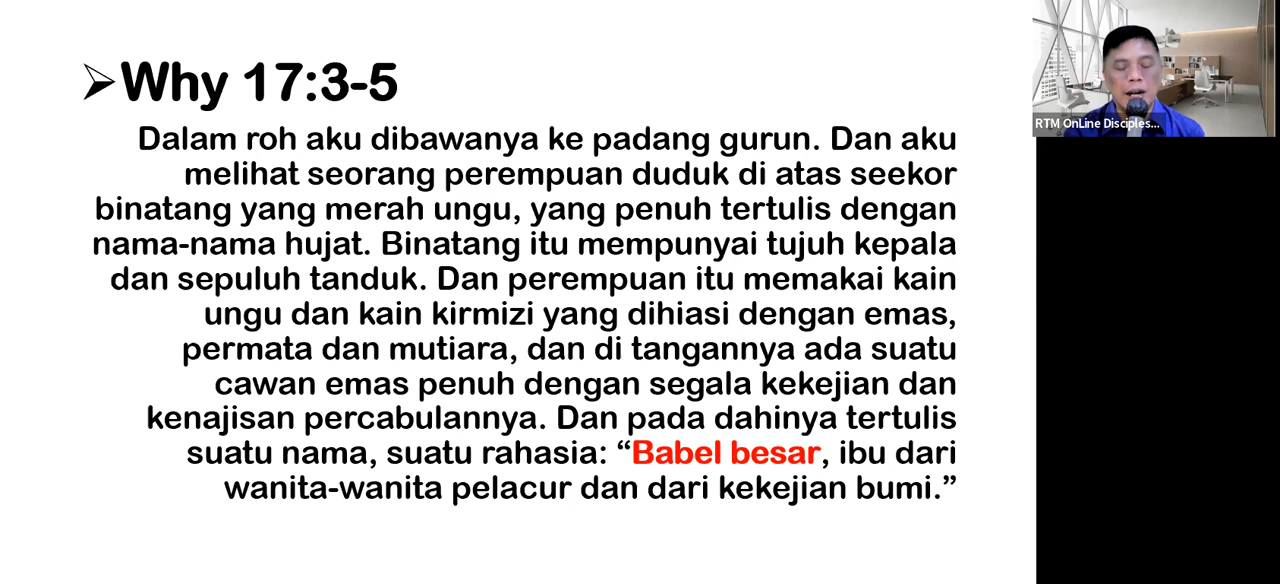 ➢Why 17:3-5
Dalam roh aku dibawanya ke padang gurun. Dan aku
melihat seorang perempuan duduk di atas seekor
binatang yang merah ungu, yang penuh tertulis dengan
nama-nama hujat. Binatang itu mempunyai tujuh kepala
dan sepuluh tanduk. Dan perempuan itu memakai kain
ungu dan kain kirmizi yang dihiasi dengan emas,
permata dan mutiara, dan di tangannya ada suatu
cawan emas penuh dengan segala kekejian dan
kenajisan percabulannya. Dan pada dahinya tertulis
suatu nama, suatu rahasia: “Babel besar, ibu dari
wanita-wanita pelacur dan dari kekejian bumi.”
RTM OnLine Disciples...